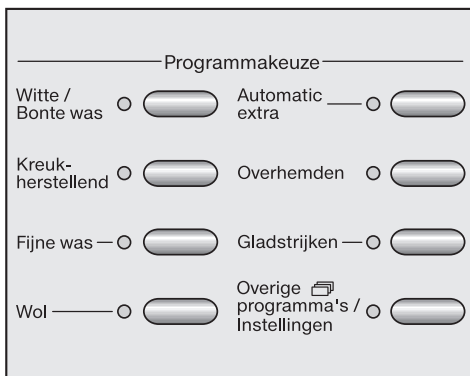 Programmakeuze
Witte /
Bonte was
Automatic
extra
Kreuk-
herstellend
Overhemden
Fijne was
Gladstrijken
Wol
Overige
programma's /
Instellingen